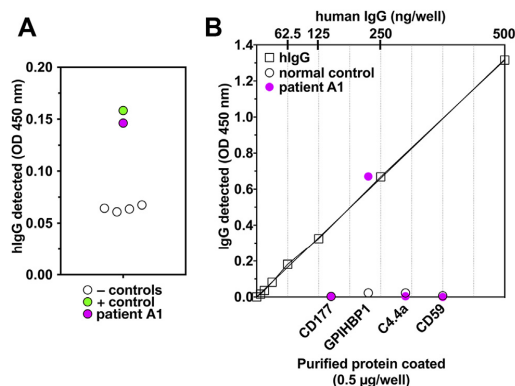 A
hIgG detected (OD 450 nm)
0.20
0.15
0.10
0.05
0.00
– controls
+ control
patient A1
B
human IgG (ng/well)
62.5 125 250 500
IgG detected (OD 450 nm)
1.4
1.2
1.0
0.8
0.6
0.4
0.2
0.0
hIgG
normal control
patient A1
CD177
GPIHBP1
C4.4a
CD59
Purified protein coated
(0.5 µg/well)